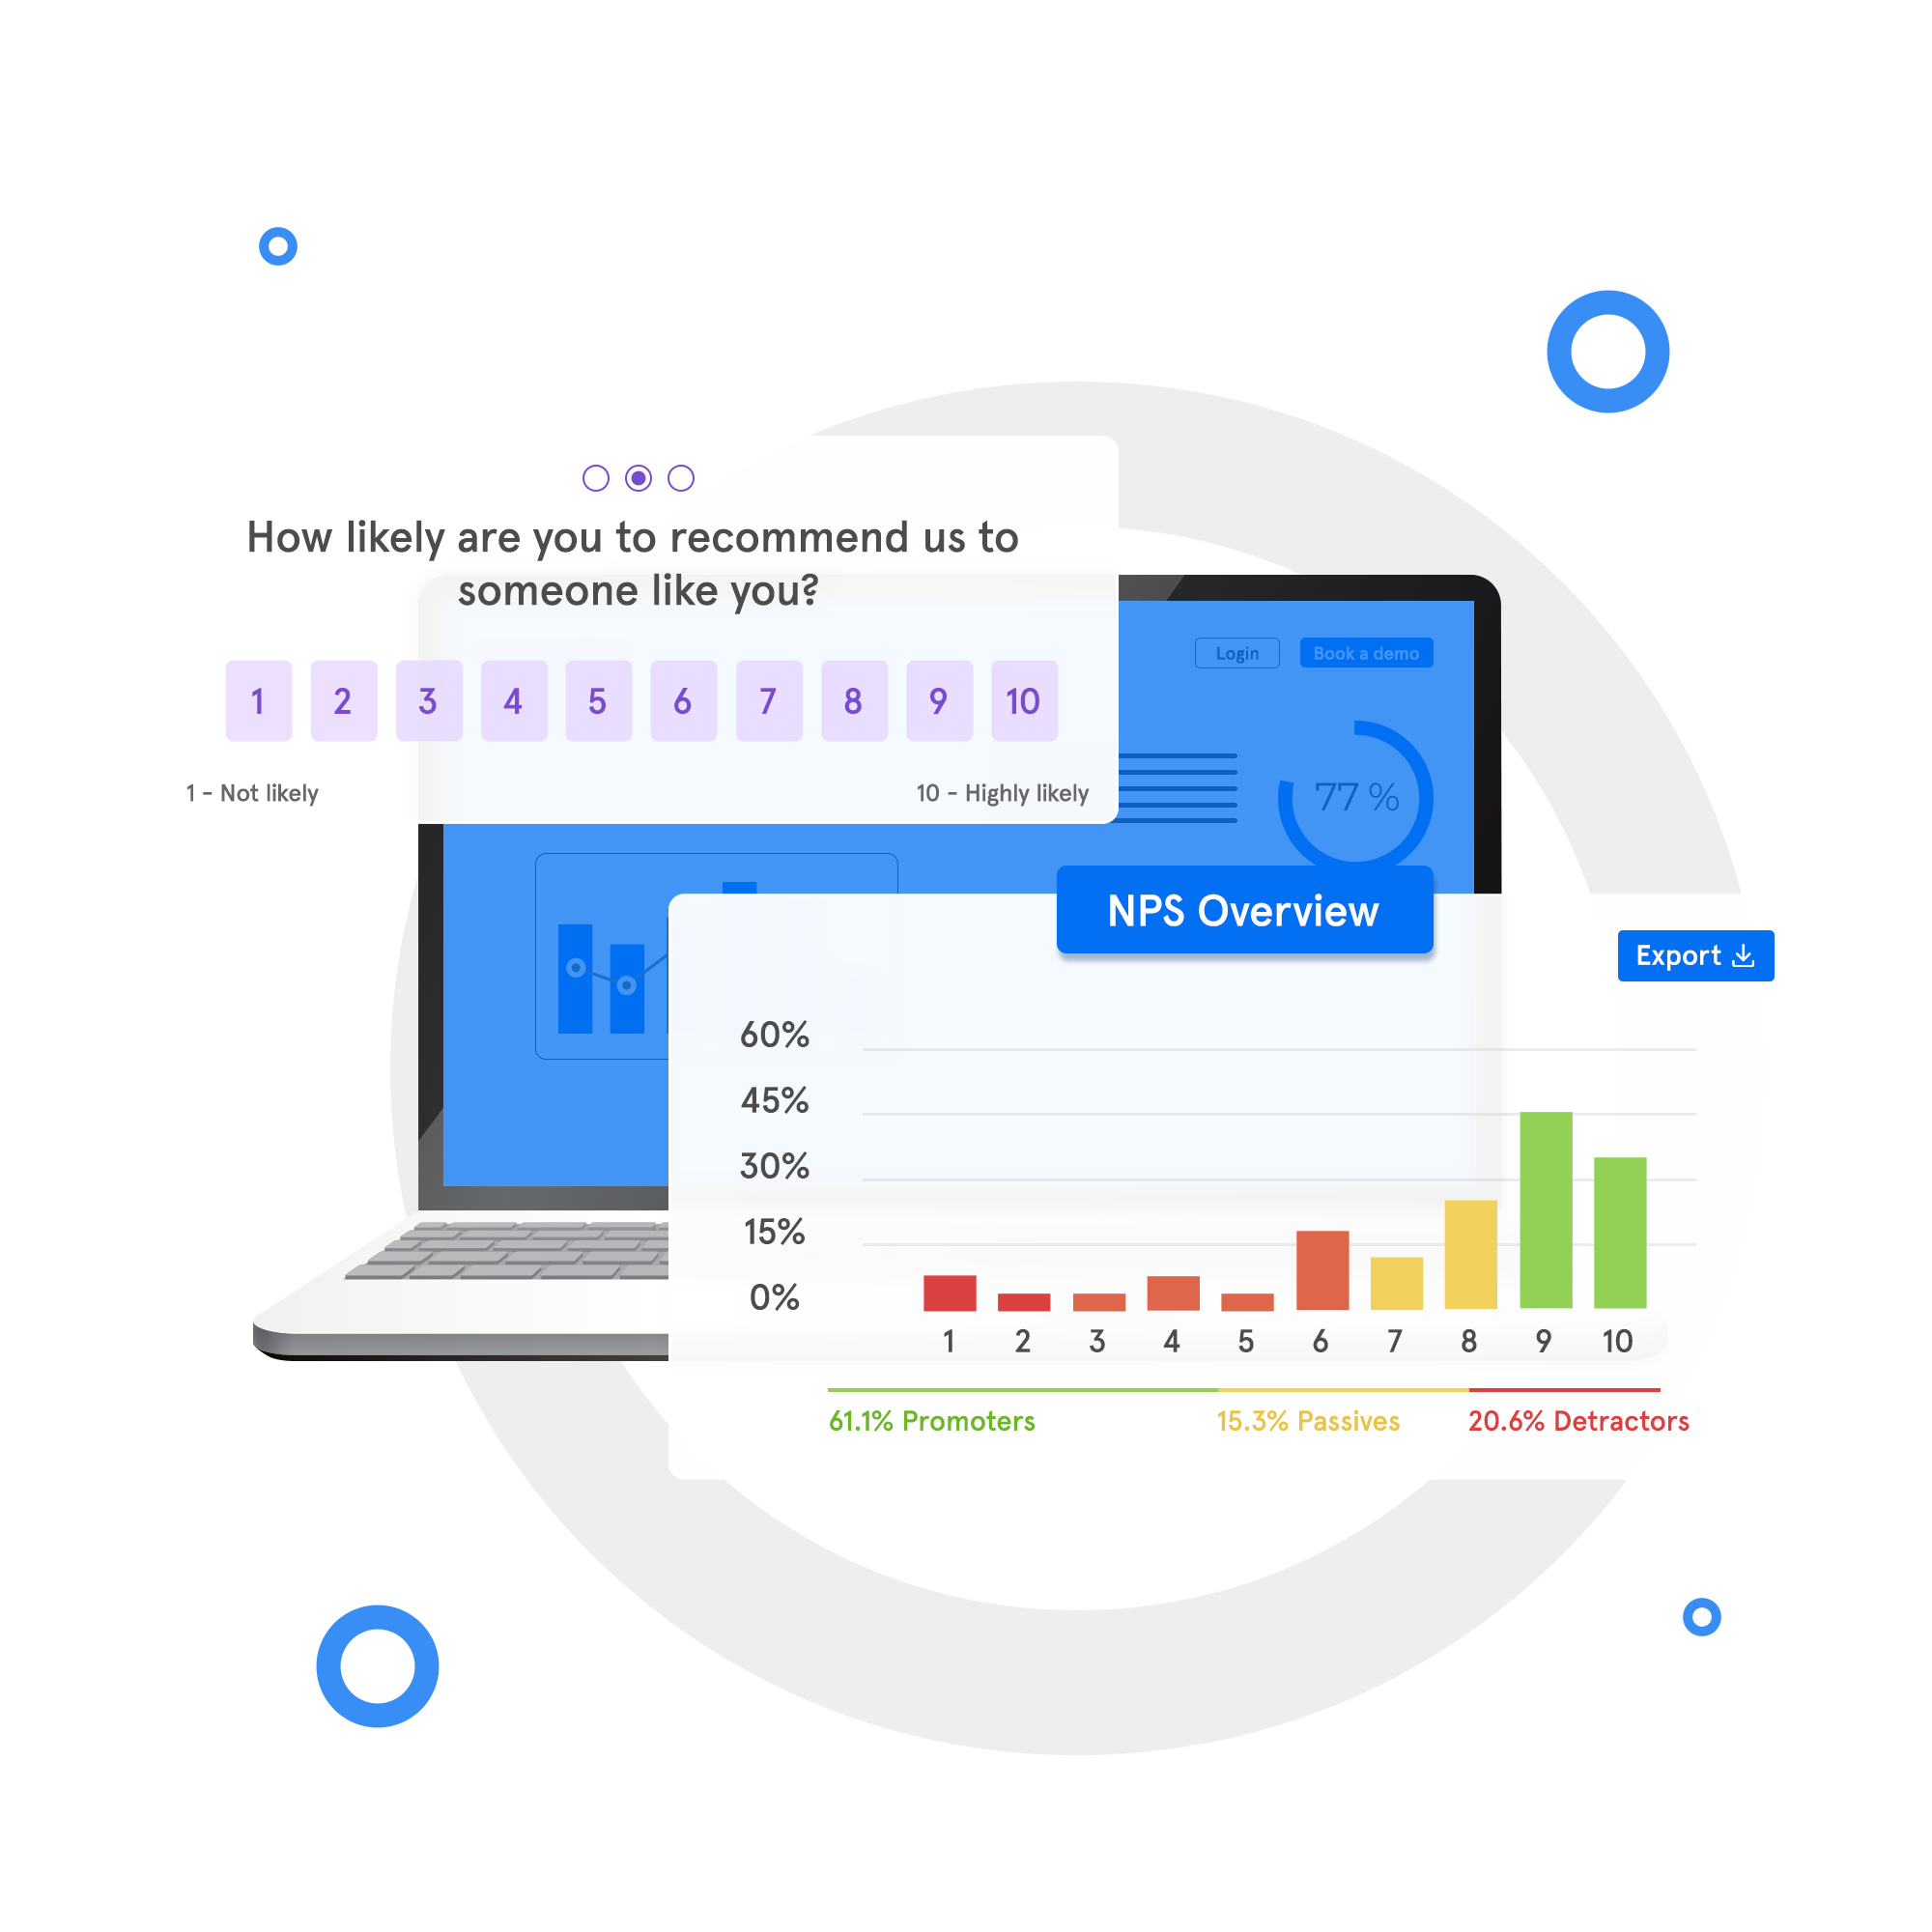 How likely are you to recommend us to
someone like you?
1 2 3 4 5 6 7 8 9 10
1 - Not likely 10 - Highly likely
Login Book a demo
77 %
NPS Overview
Export
60%
45%
30%
15%
0%
1 2 3 4 5 6 7 8 9 10
61.1% Promoters 15.3% Passives 20.6% Detractors